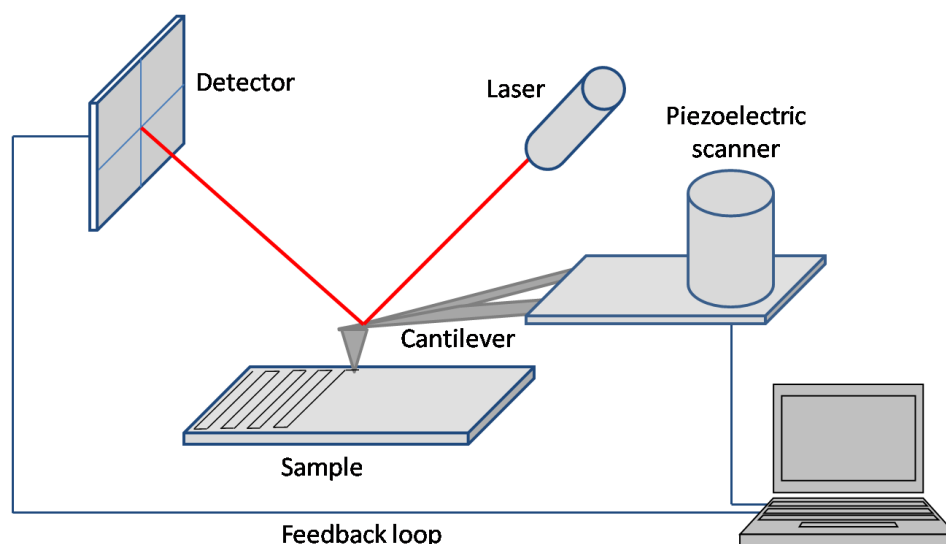 Detector
Laser
Piezoelectric
scanner
Cantilever
Sample
Feedback loop